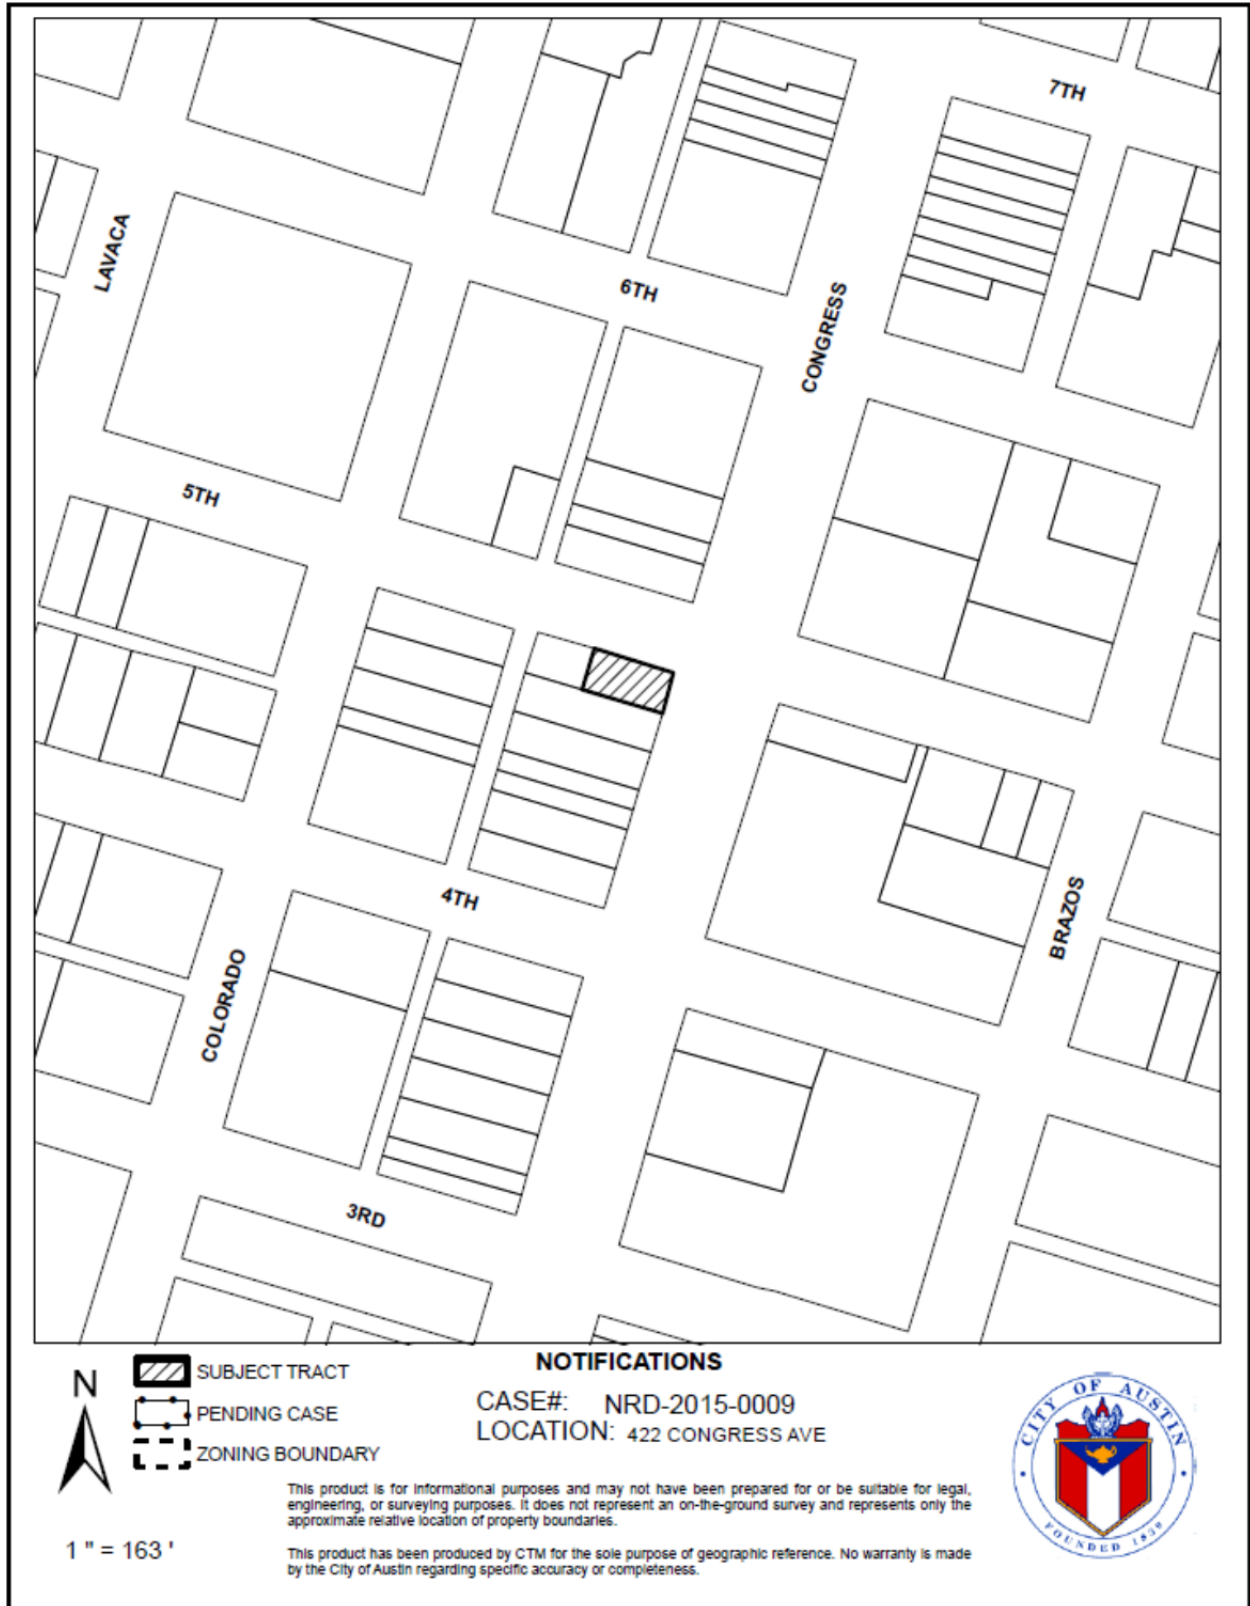 7TH
LAVACA
6TH
CONGRESS
5TH
4TH
BRAZOS
COLORADO
3RD
N
1 " = 163 '
SUBJECT TRACT
PENDING CASE
ZONING BOUNDARY
NOTIFICATIONS
CASE#: NRD-2015-0009
LOCATION: 422 CONGRESS AVE
This product is for informational purposes and may not have been prepared for or be suitable for legal,
engineering, or surveying purposes. It does not represent an on-the-ground survey and represents only the
approximate relative location of property boundaries.
This product has been produced by CTM for the sole purpose of geographic reference. No warranty is made
by the City of Austin regarding specific accuracy or completeness.
CITY OF AUSTIN
FOUNDED 1839